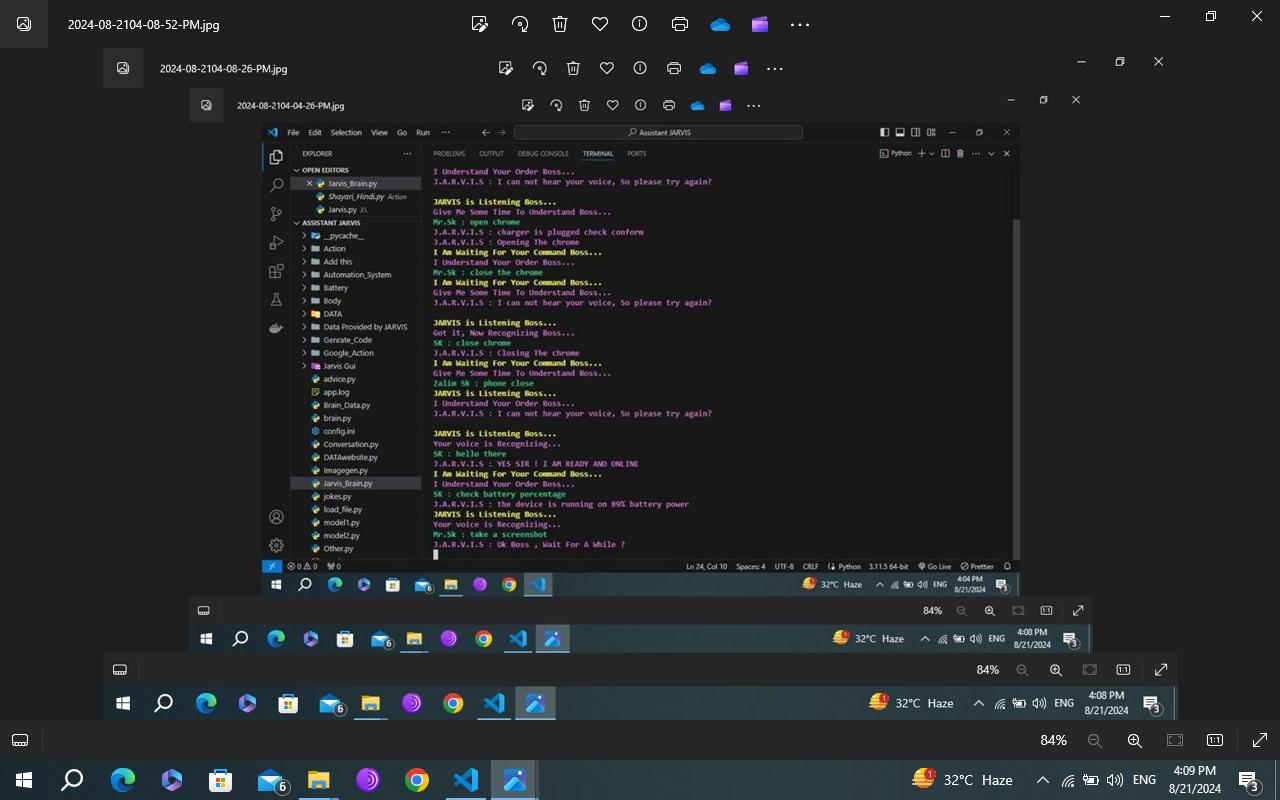 2024-08-2104-08-52-PM.jpg
2024-08-2104-08-26-PM.jpg
2024-08-2104-04-26-PM.jpg
File Edit Selection View Go Run ··· Assistant JARVIS
EXPLORER ···
PROBLEMS OUTPUT DEBUG CONSOLE TERMINAL PORTS
Python
OPEN EDITORS
Jarvis_Brain.py
Shayari_Hindi.py Action
Jarvis.py I:\
ASSISTANT JARVIS
__pycache__
Action
Add this
Automation_System
Battery
Body
DATA
Data Provided by JARVIS
Genrate_Code
Google_Action
Jarvis Gui
advice.py
app.log
Brain_Data.py
brain.py
config.ini
Conversation.py
DATAwebsite.py
Imagegen.py
Jarvis_Brain.py
jokes.py
load_file.py
model1.py
model2.py
Other.py
I Understand Your Order Boss...
J.A.R.V.I.S : I can not hear your voice, So please try again?
JARVIS is Listening Boss...
Give Me Some Time To Understand Boss...
Mr.Sk : open chrome
J.A.R.V.I.S : charger is plugged check conform
J.A.R.V.I.S : Opening The chrome
I Am Waiting For Your Command Boss...
I Understand Your Order Boss...
Mr.Sk : close the chrome
I Am Waiting For Your Command Boss...
Give Me Some Time To Understand Boss...
J.A.R.V.I.S : I can not hear your voice, So please try again?
JARVIS is Listening Boss...
Got it, Now Recognizing Boss...
SK : close chrome
J.A.R.V.I.S : Closing The chrome
I Am Waiting For Your Command Boss...
Give Me Some Time To Understand Boss...
Zalim Sk : phone close
JARVIS is Listening Boss...
I Understand Your Order Boss...
J.A.R.V.I.S : I can not hear your voice, So please try again?
JARVIS is Listening Boss...
Your voice is Recognizing...
SK : hello there
J.A.R.V.I.S : YES SIR ! I AM READY AND ONLINE
I Am Waiting For Your Command Boss...
I Understand Your Order Boss...
SK : check battery percentage
J.A.R.V.I.S : the device is running on 89% battery power
JARVIS is Listening Boss...
Your voice is Recognizing...
Mr.Sk : take a screenshot
J.A.R.V.I.S : Ok Boss , Wait For A While ?
0 0 0 Ln 24, Col 10 Spaces: 4 UTF-8 CRLF Python 3.11.5 64-bit Go Live Prettier
6 32°C Haze ENG 4:04 PM
8/21/2024 3
84% 1:1
6 1 32°C Haze ENG 4:08 PM
8/21/2024 3
84% 1:1
6 1 32°C Haze ENG 4:08 PM
8/21/2024 3
84% 1:1
6 1 32°C Haze ENG 4:09 PM
8/21/2024 3